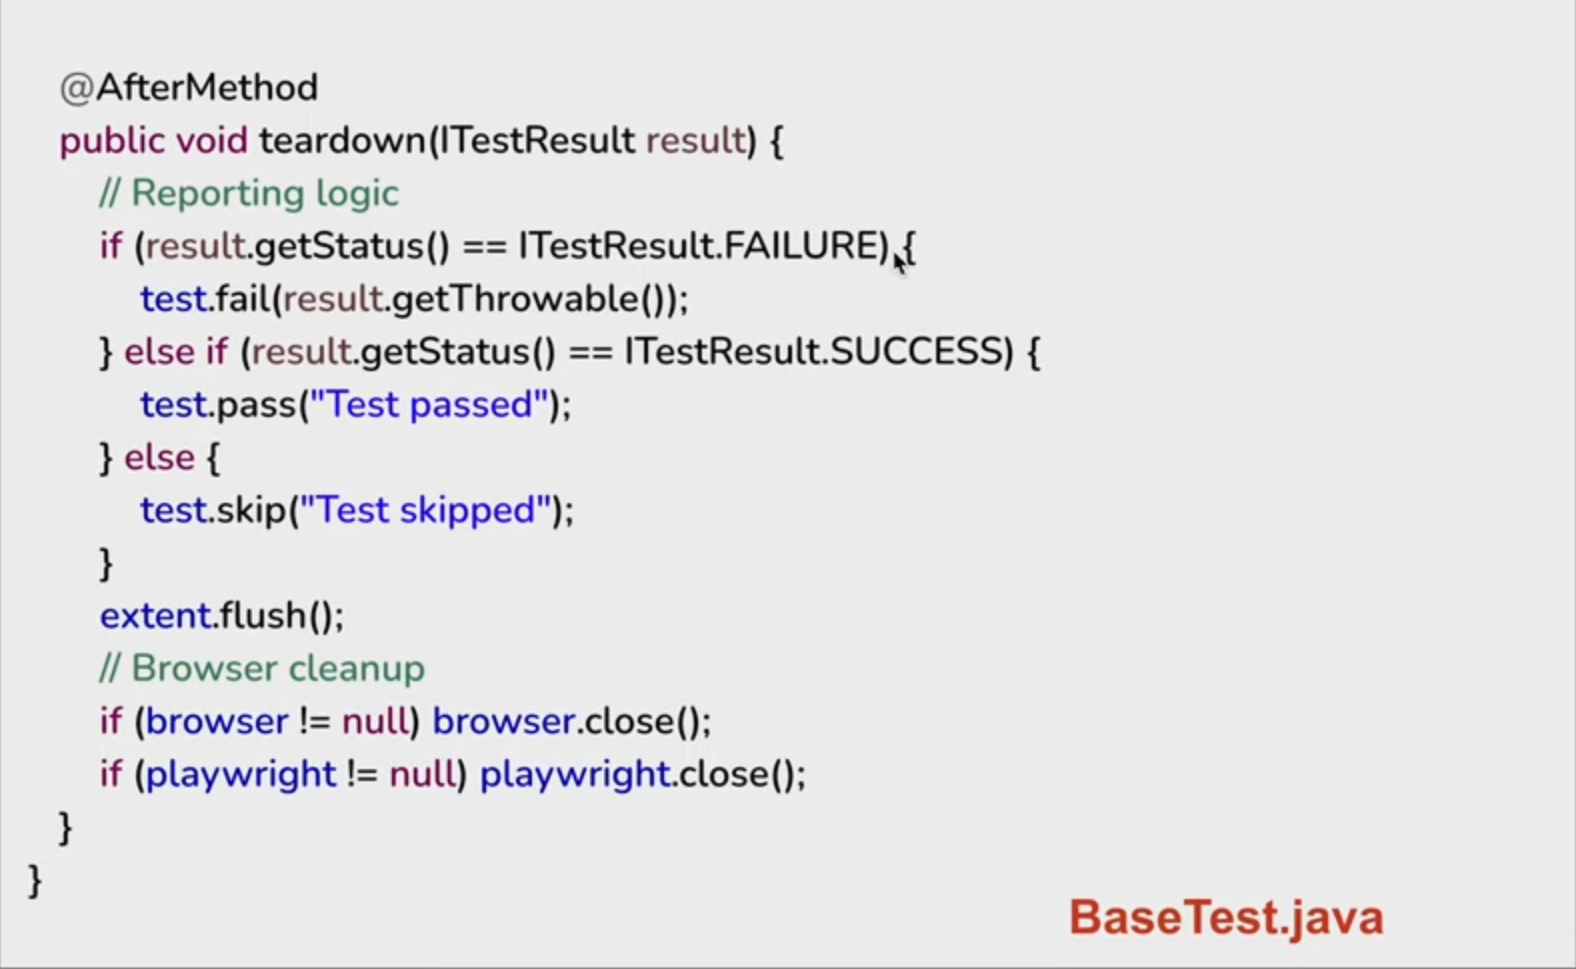 @AfterMethod
public void teardown(ITestResult result) {
// Reporting logic
if (result.getStatus() == ITestResult.FAILURE) {
test.fail(result.getThrowable());
} else if (result.getStatus() == ITestResult.SUCCESS) {
test.pass("Test passed");
} else {
test.skip("Test skipped");
}
extent.flush();
// Browser cleanup
if (browser != null) browser.close();
if (playwright != null) playwright.close();
}
}
BaseTest.java